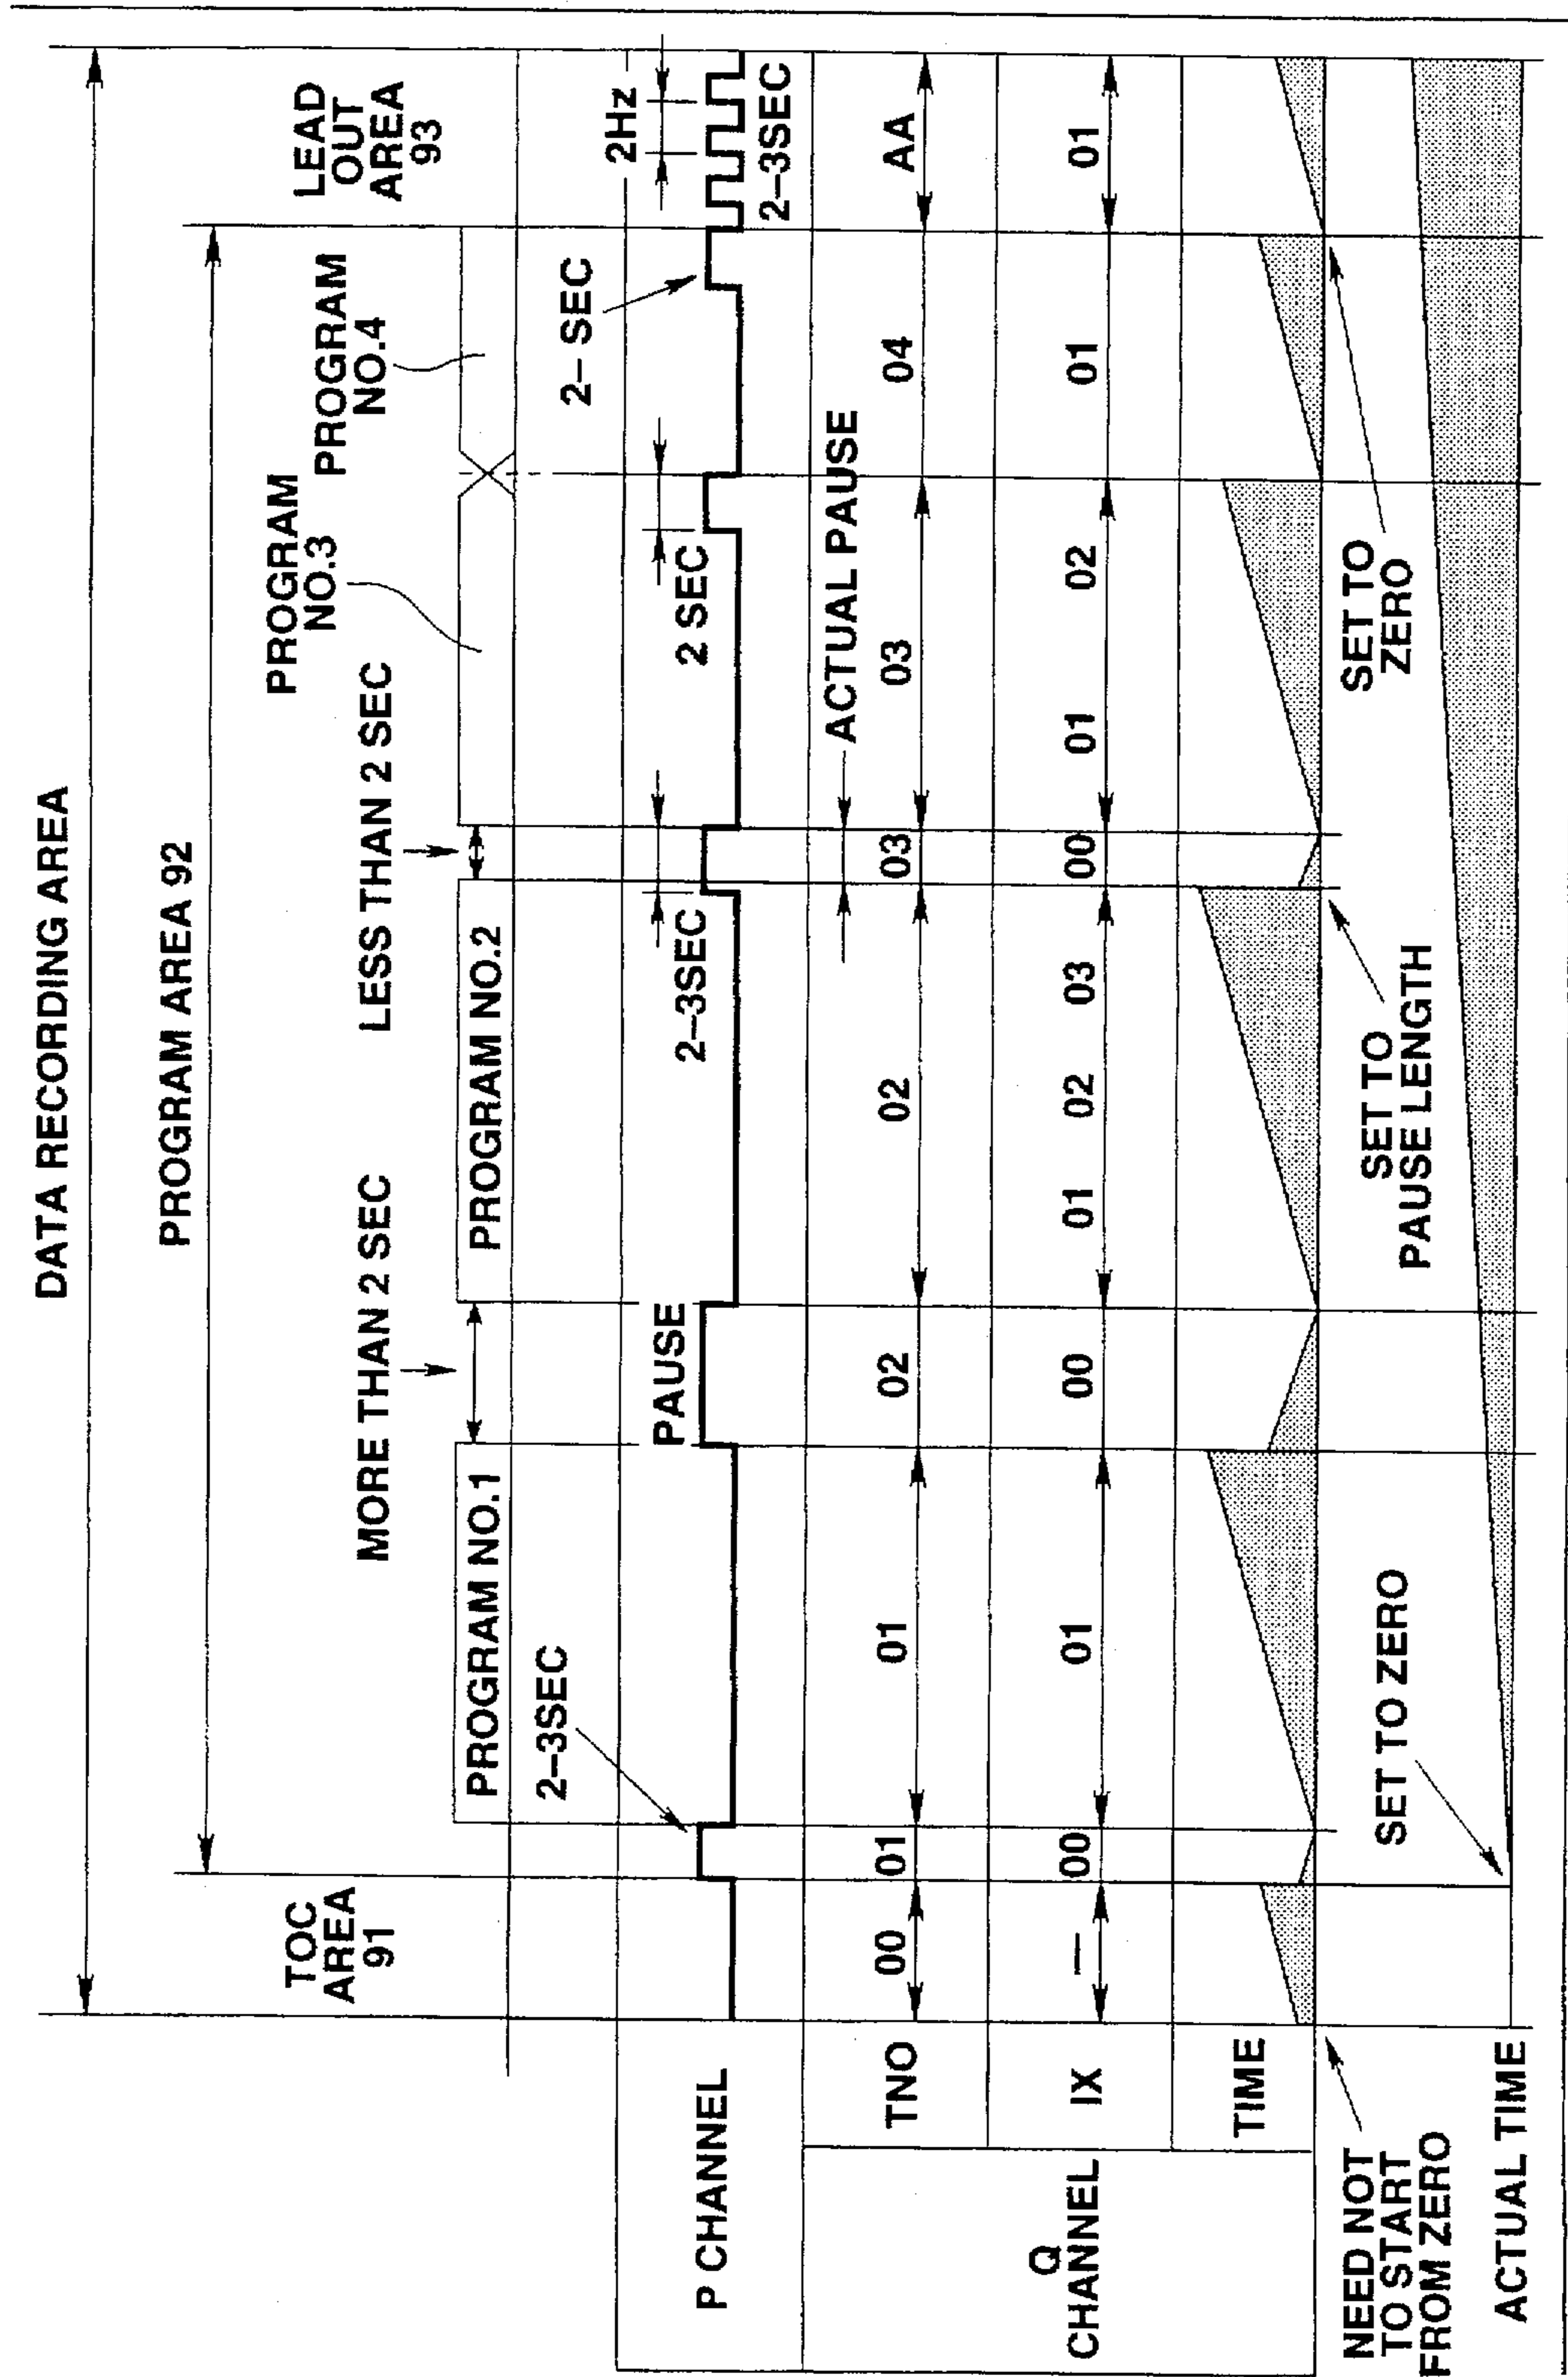 DATA RECORDING AREA
PROGRAM AREA 92
TOC
AREA
91
LEAD
OUT
AREA
93
MORE THAN 2 SEC
LESS THAN 2 SEC
PROGRAM
NO.3
PROGRAM
NO.4
PROGRAM NO.1
PROGRAM NO.2
2–3SEC
2– SEC
2Hz
P CHANNEL
PAUSE
2–3SEC
2 SEC
2–3SEC
ACTUAL PAUSE
Q
CHANNEL
TNO
00
01
01
02
02
03
03
04
AA
IX
—
00
01
00
01
02
03
00
01
02
01
01
TIME
NEED NOT
TO START
FROM ZERO
SET TO ZERO
SET TO
PAUSE LENGTH
SET TO
ZERO
ACTUAL TIME